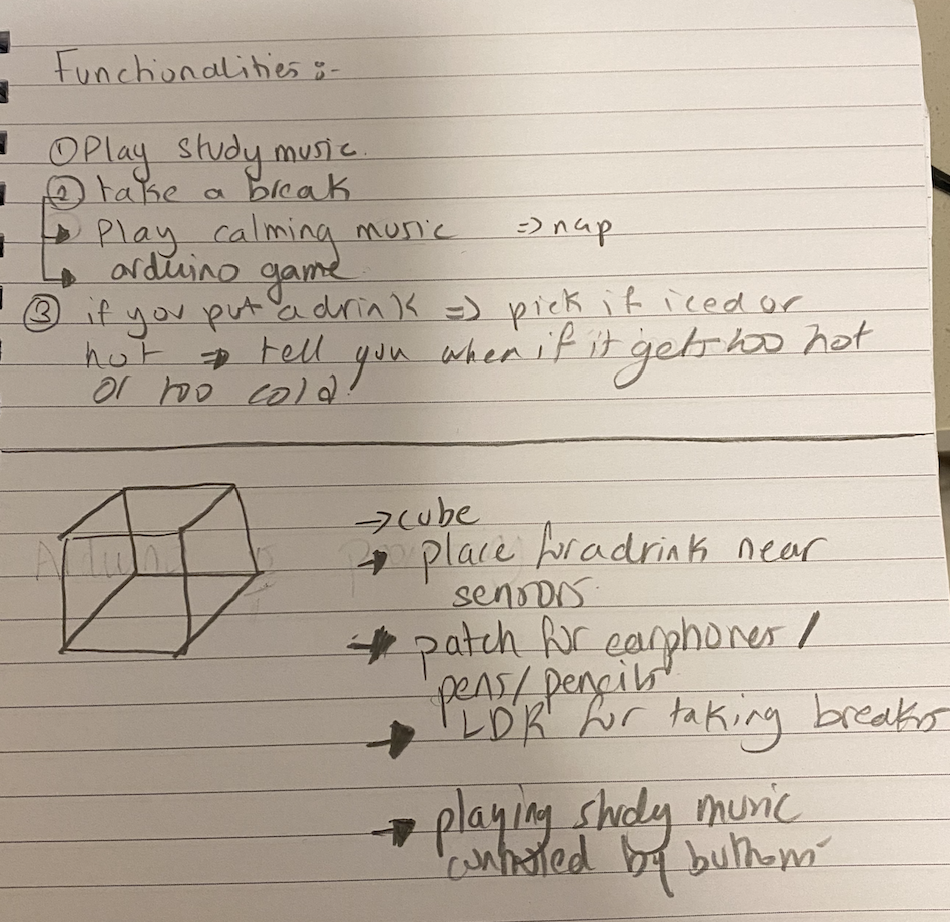 Functionalities :-
① Play study music.
② take a break
→ Play calming music => nap
→ arduino game
③ if you put a drink => pick if iced or
hot → tell you when if it gets too hot
or too cold!
→ cube
→ place for a drink near
sensors.
→ patch for earphones /
pens/pencils
→ LDR for taking breaks
→ playing study music
controlled by buttons